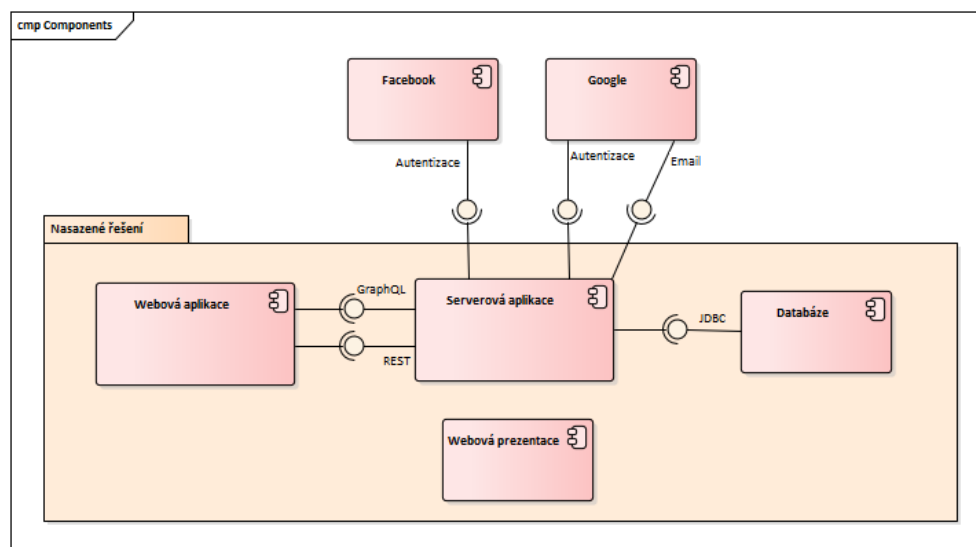 cmp Components
Facebook
Google
Autentizace
Autentizace
Email
Nasazené řešení
Webová aplikace
GraphQL
REST
Serverová aplikace
JDBC
Databáze
Webová prezentace